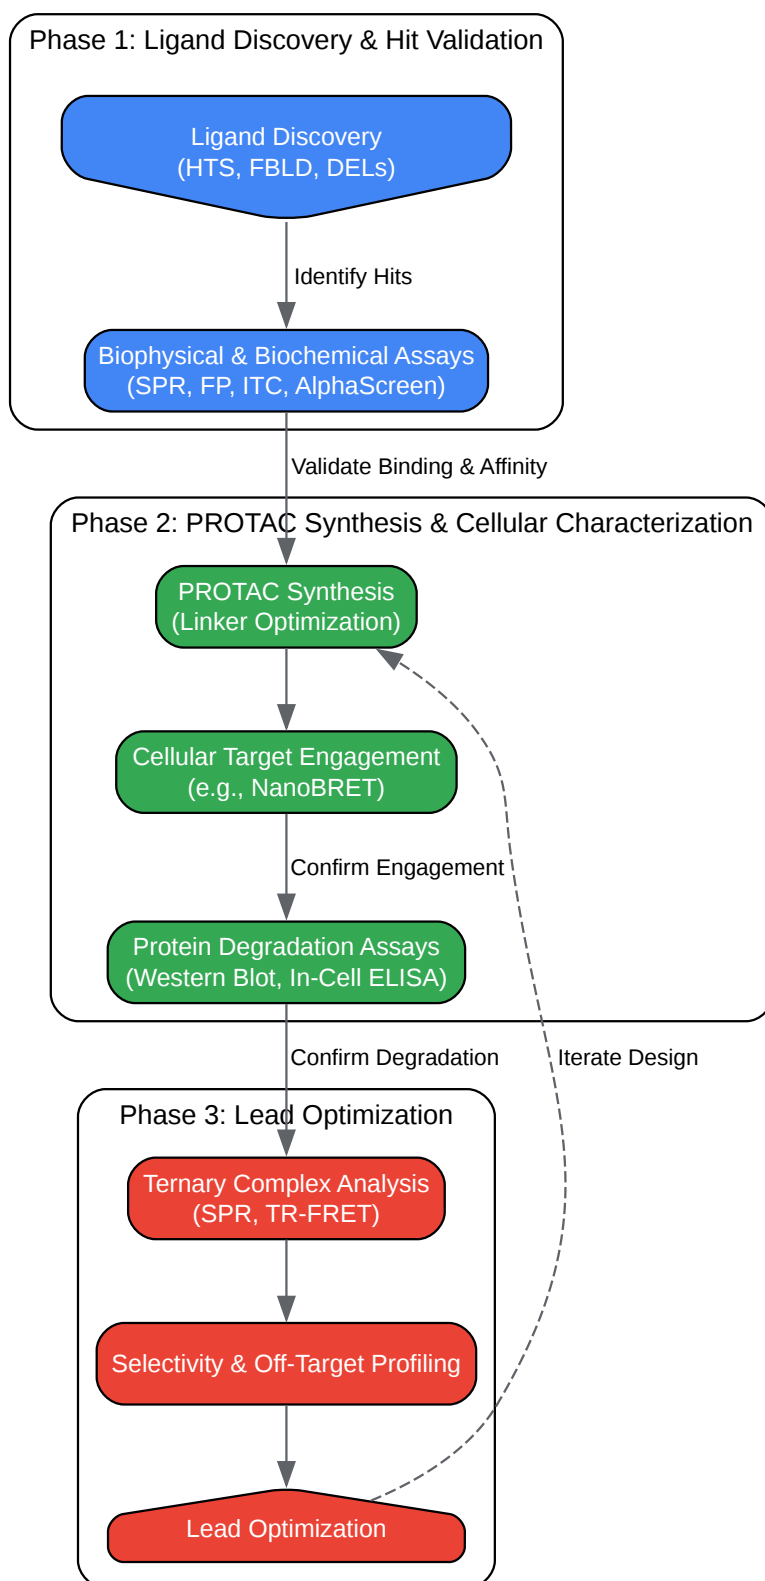 Phase 1: Ligand Discovery & Hit Validation
Ligand Discovery
(HTS, FBLD, DELs)
Identify Hits
Biophysical & Biochemical Assays
(SPR, FP, ITC, AlphaScreen)
Validate Binding & Affinity
Phase 2: PROTAC Synthesis & Cellular Characterization
PROTAC Synthesis
(Linker Optimization)
Cellular Target Engagement
(e.g., NanoBRET)
Confirm Engagement
Protein Degradation Assays
(Western Blot, In-Cell ELISA)
Confirm Degradation
Iterate Design
Phase 3: Lead Optimization
Ternary Complex Analysis
(SPR, TR-FRET)
Selectivity & Off-Target Profiling
Lead Optimization